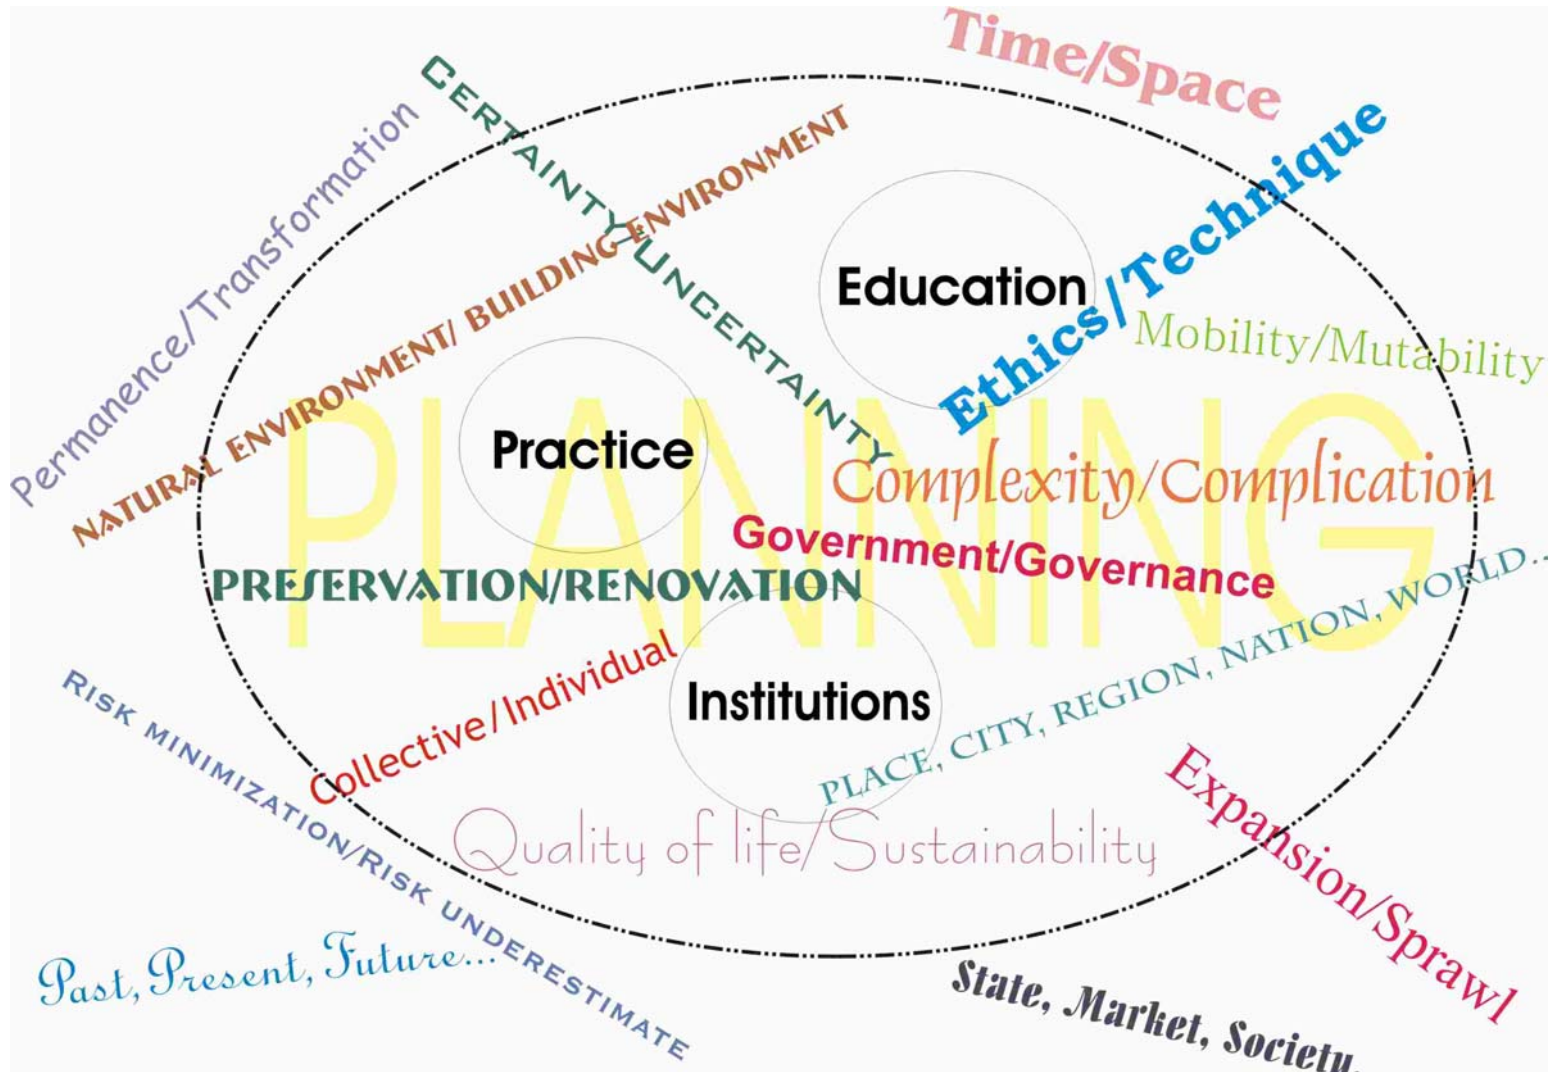 Time/Space
CERTAINTY/UNCERTAINTY
Permanence/Transformation
NATURAL ENVIRONMENT/ BUILDING ENVIRONMENT
Education
Ethics/Technique
Mobility/Mutability
PLANNING
Practice
Complexity/Complication
Government/Governance
PRESERVATION/RENOVATION
Collective/Individual
Institutions
PLACE, CITY, REGION, NATION, WORLD...
RISK MINIMIZATION/RISK UNDERESTIMATE
Quality of life/Sustainability
Expansion/Sprawl
Past, Present, Future...
State, Market, Society.